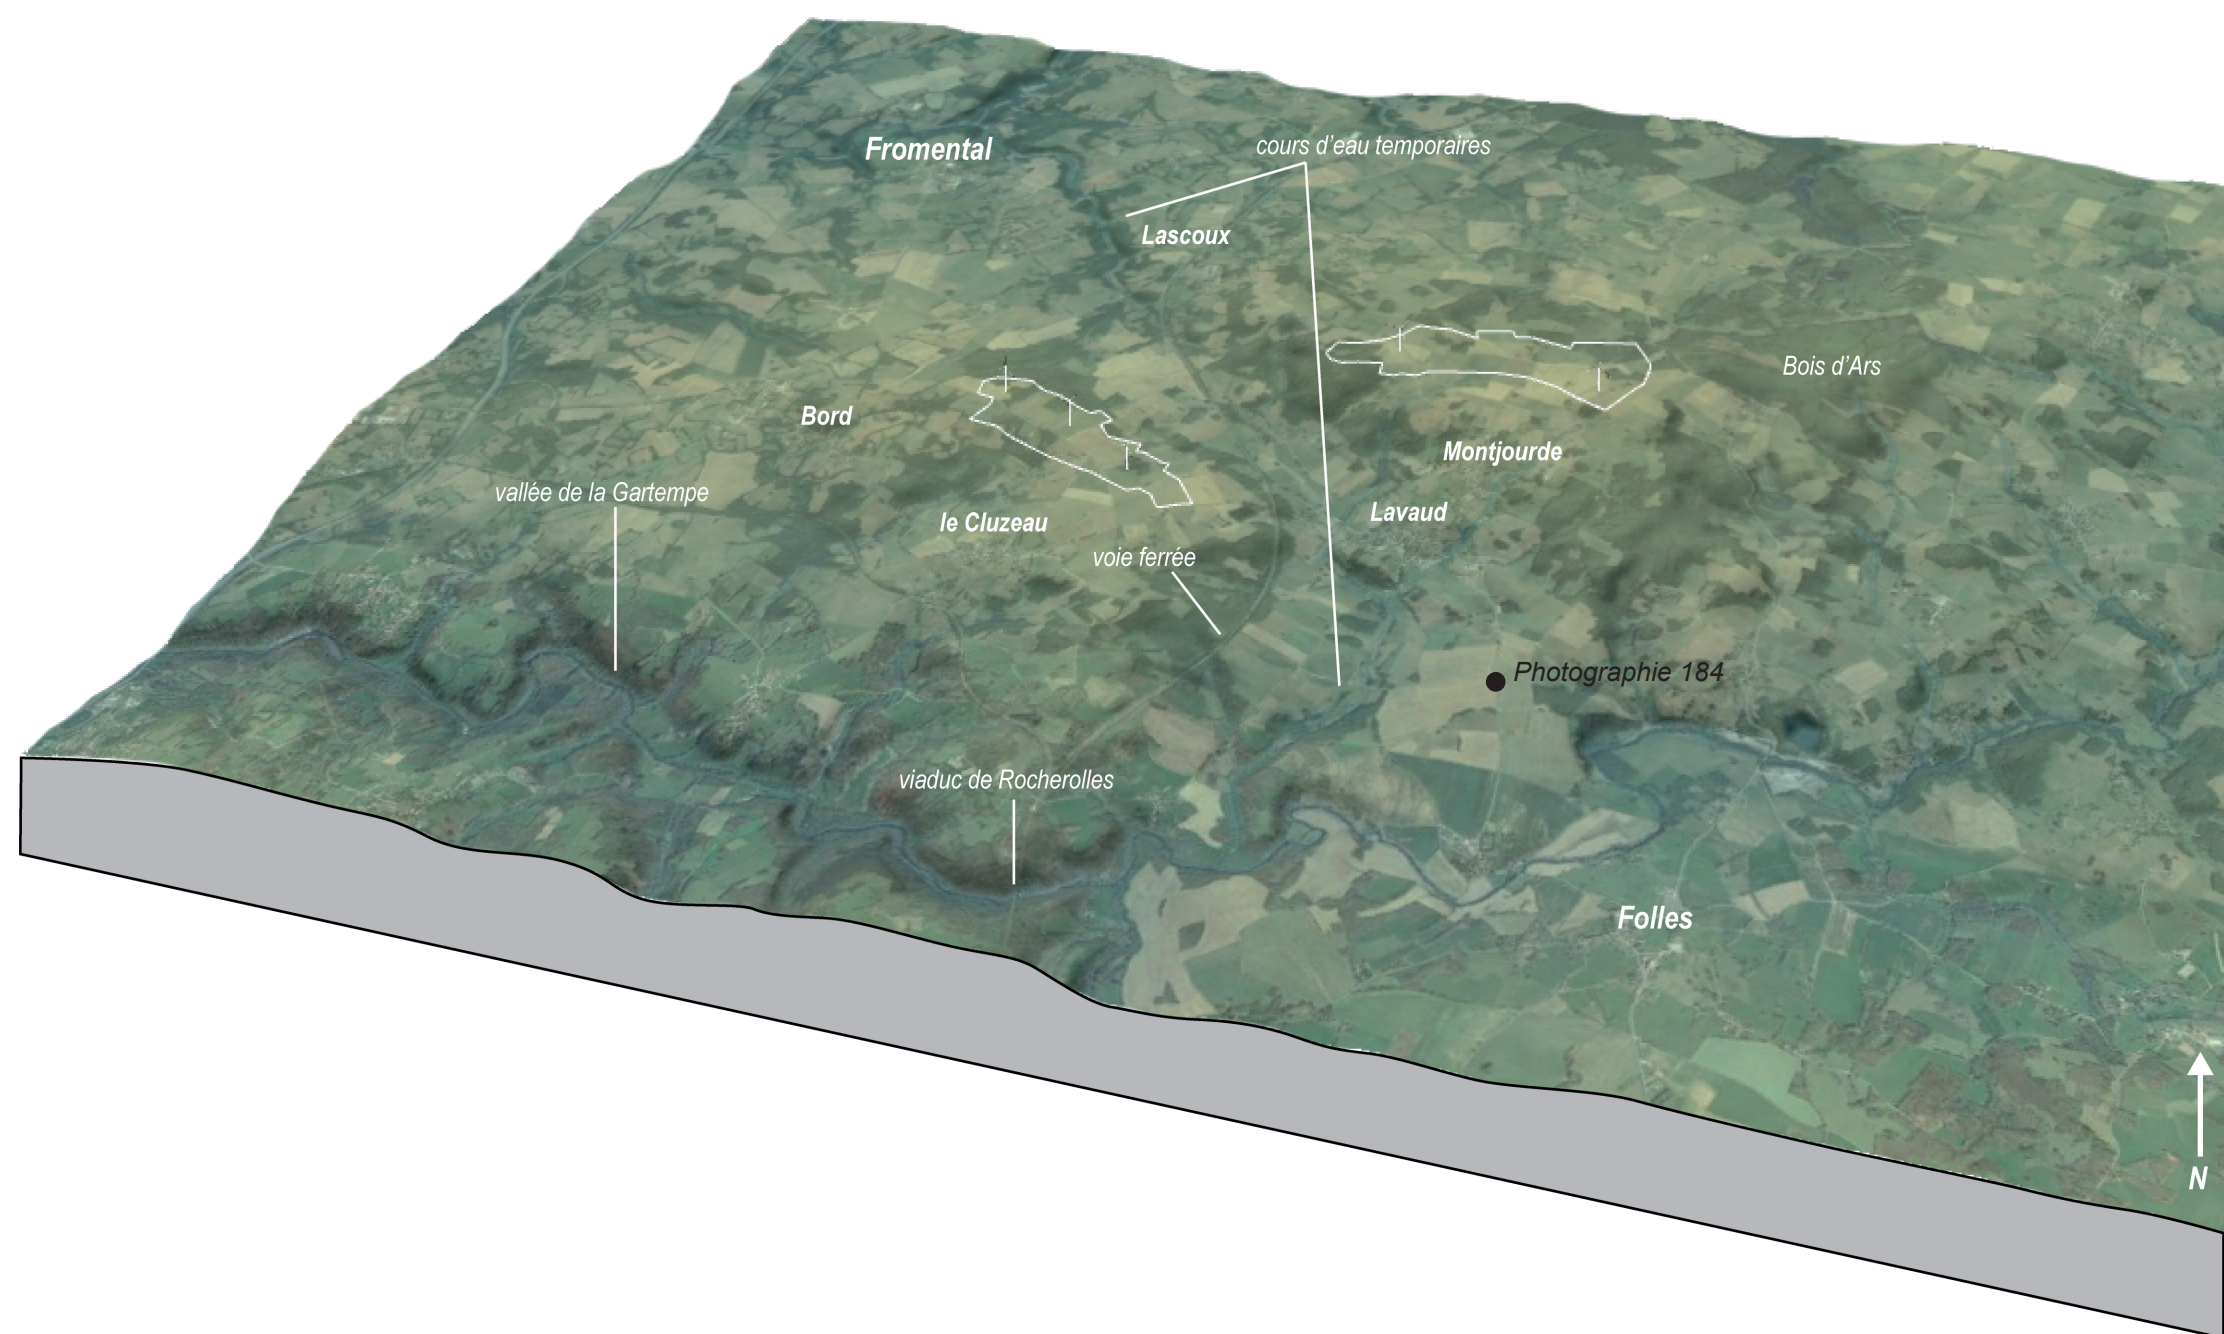 cours d'eau temporaires
Fromental
Lascoux
Bois d'Ars
Bord
Montjourde
vallée de la Gartempe
Lavaud
le Cluzeau
voie ferrée
Photographie 184
viaduc de Rocherolles
Folles
N